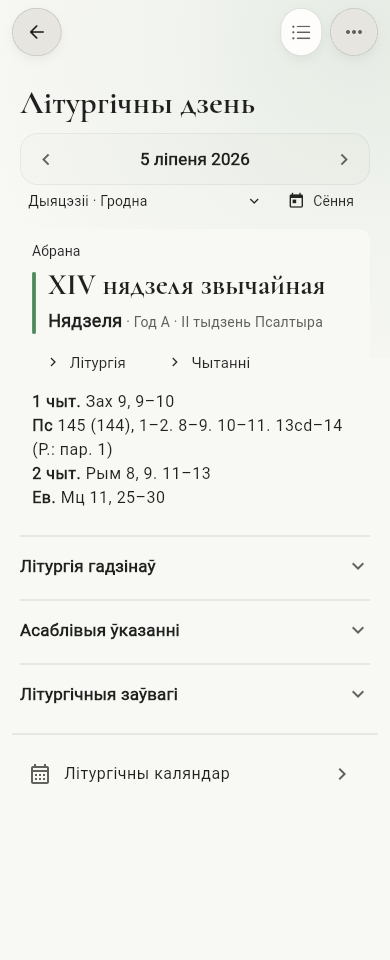 Літургічны дзень
5 ліпеня 2026
Дыяцэзіі · Гродна
Сёння
Абрана
XIV нядзеля звычайная
Нядзеля · Год A · II тыдзень Псалтыра
Літургія
Чытанні
1 чыт. Зах 9, 9–10
Пс 145 (144), 1–2. 8–9. 10–11. 13cd–14
(Р.: пар. 1)
2 чыт. Рым 8, 9. 11–13
Ев. Мц 11, 25–30
Літургія гадзінаў
Асаблівыя ўказанні
Літургічныя заўвагі
Літургічны каляндар